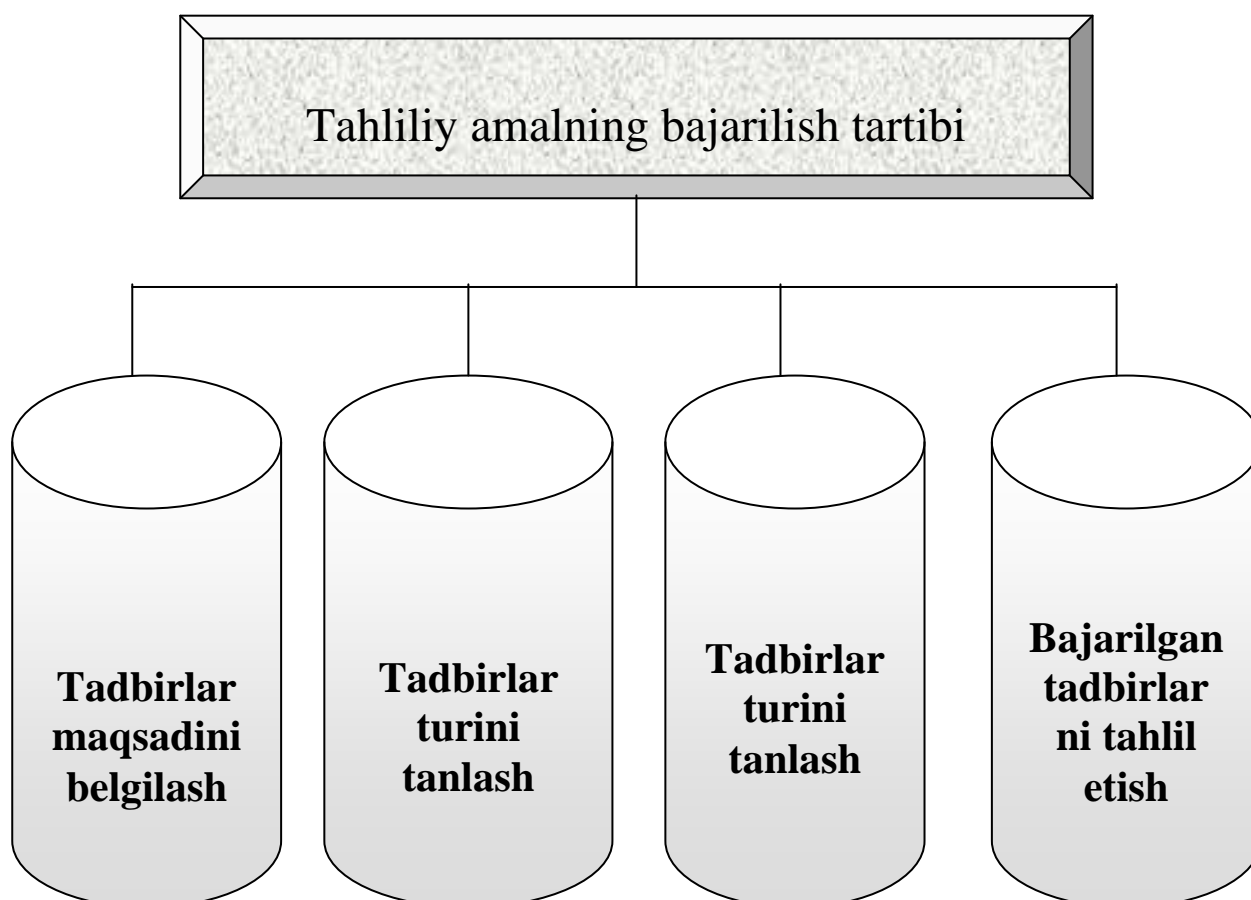 Tahliliy amalning bajarilish tartibi
Tadbirlar
maqsadini
belgilash
Tadbirlar
turini
tanlash
Tadbirlar
turini
tanlash
Bajarilgan
tadbirlar
ni tahlil
etish